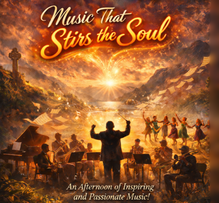 Music That
Stirs the Soul
An Afternoon of Inspiring
and Passionate Music!